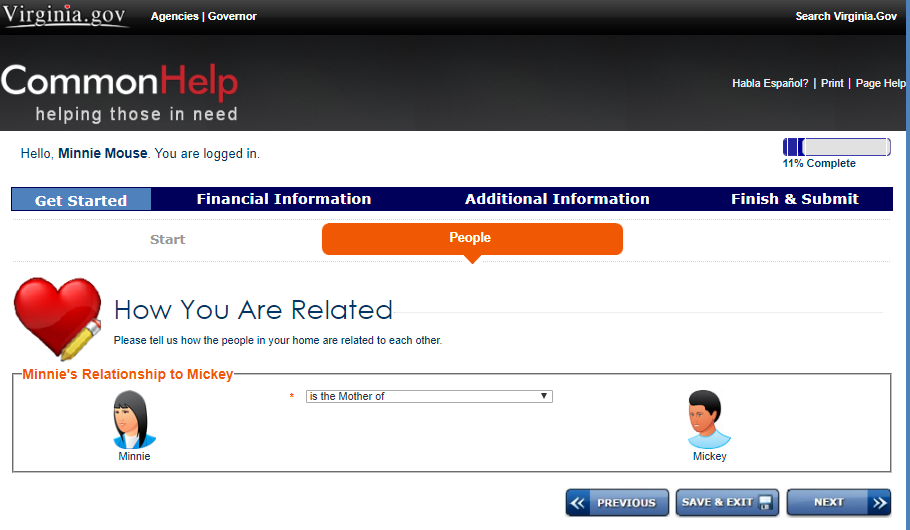 Virginia.gov Agencies | Governor Search Virginia.Gov
CommonHelp
helping those in need
Habla Español? | Print | Page Help
Hello, Minnie Mouse. You are logged in.
11% Complete
Get Started Financial Information Additional Information Finish & Submit
Start People
How You Are Related
Please tell us how the people in your home are related to each other.
Minnie's Relationship to Mickey
* is the Mother of
Minnie Mickey
PREVIOUS SAVE & EXIT NEXT